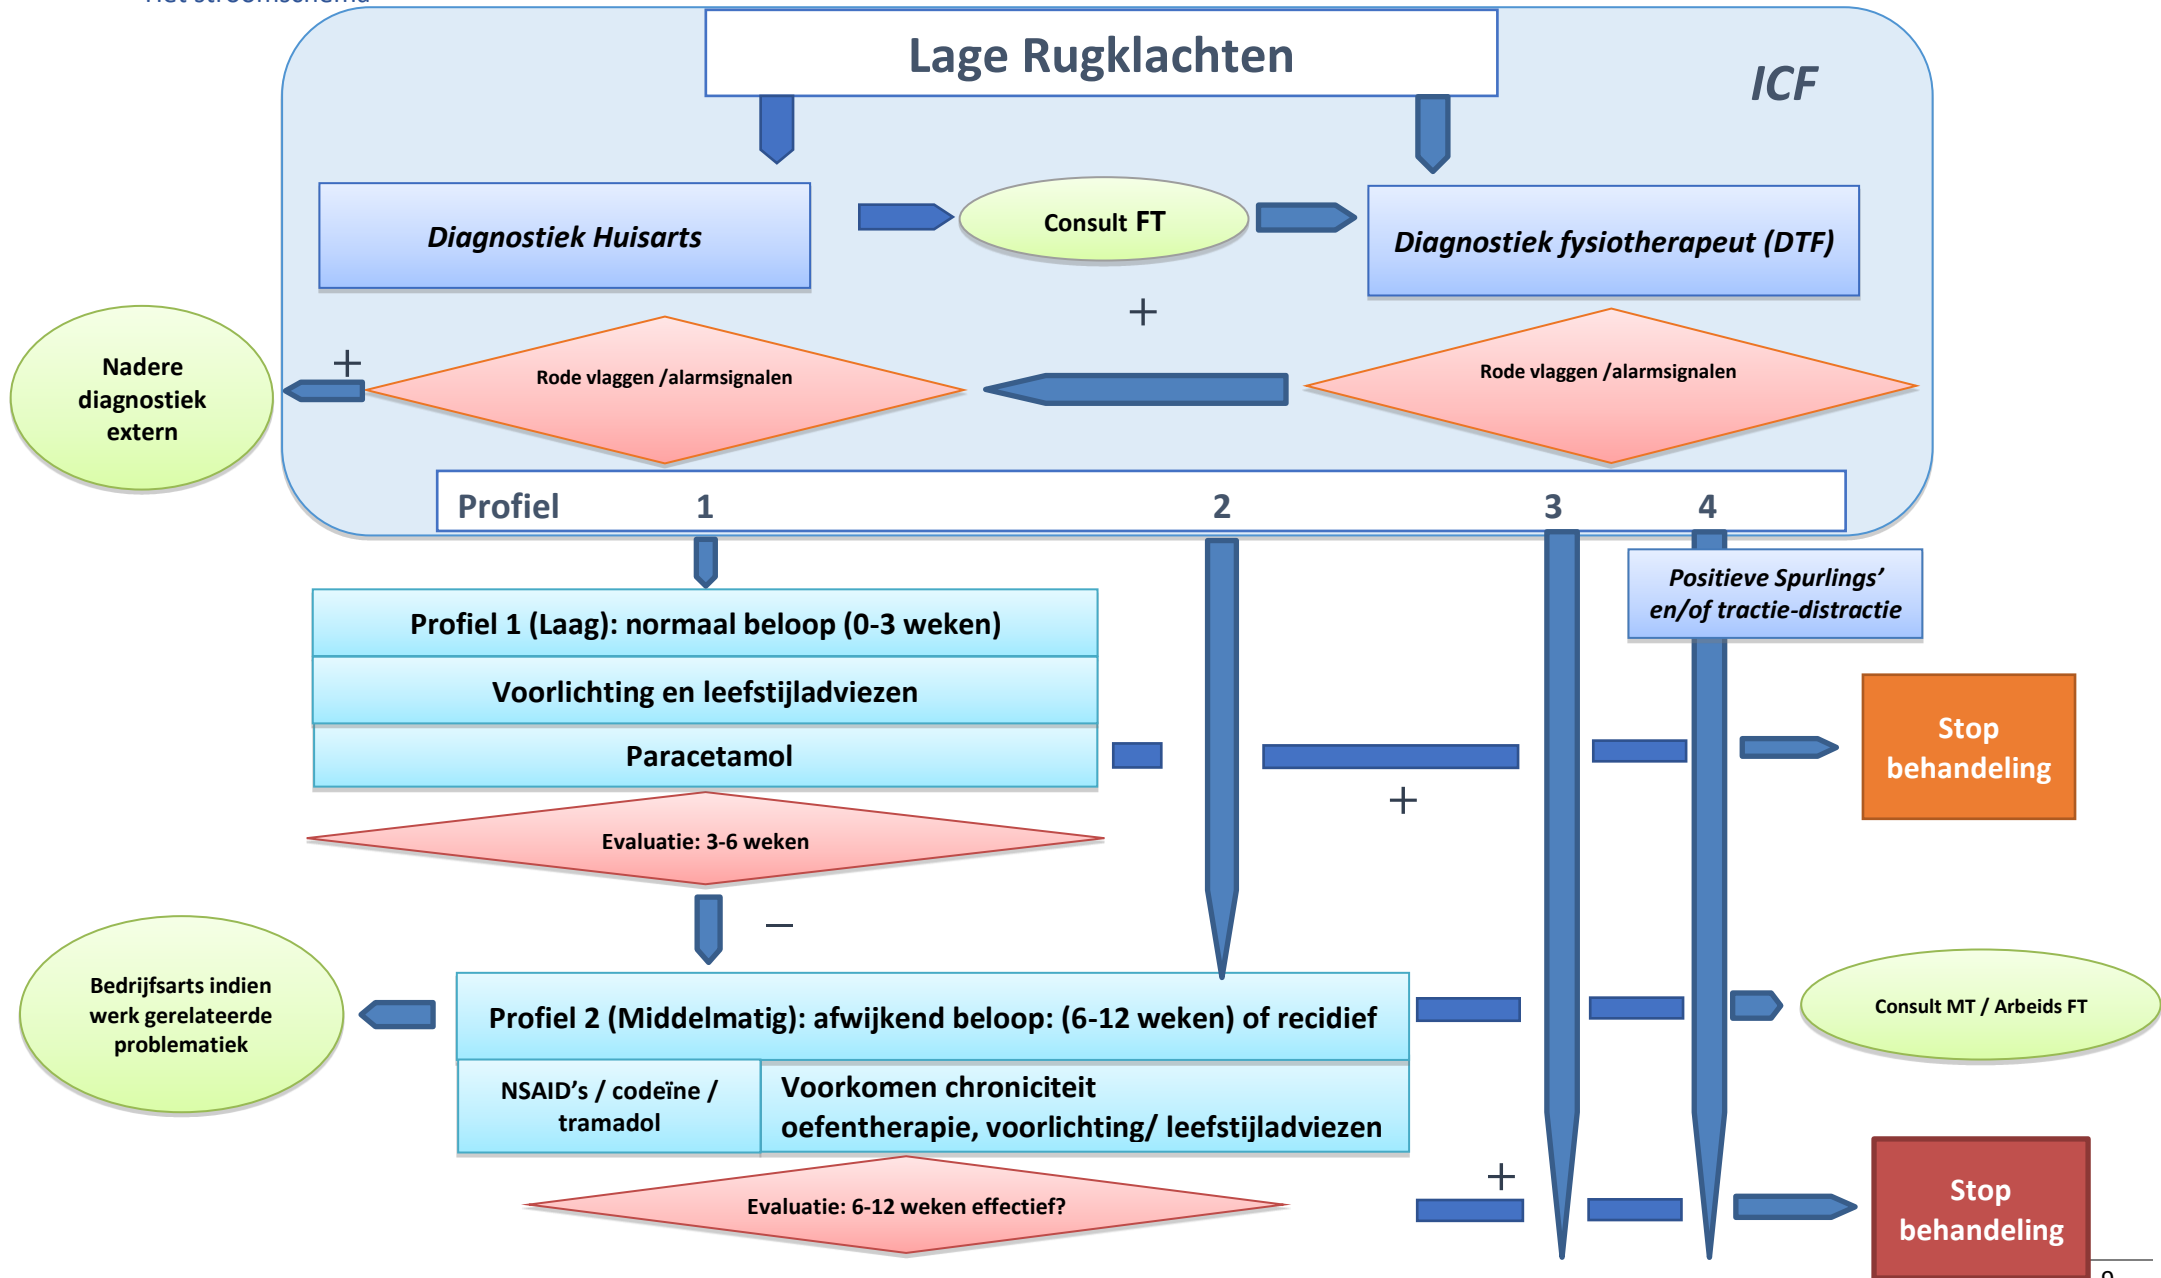 Het stroomschema
Lage Rugklachten
ICF
Diagnostiek Huisarts
Consult FT
Diagnostiek fysiotherapeut (DTF)
+
+
Nadere
diagnostiek
extern
Rode vlaggen /alarmsignalen
Rode vlaggen /alarmsignalen
Profiel 1 2 3 4
Positieve Spurlings’
en/of tractie-distractie
Profiel 1 (Laag): normaal beloop (0-3 weken)
Voorlichting en leefstijladviezen
Paracetamol
Stop
behandeling
+
Evaluatie: 3-6 weken
−
Bedrijfsarts indien
werk gerelateerde
problematiek
Profiel 2 (Middelmatig): afwijkend beloop: (6-12 weken) of recidief
Consult MT / Arbeids FT
NSAID’s / codeïne /
tramadol
Voorkomen chroniciteit
oefentherapie, voorlichting/ leefstijladviezen
+
Evaluatie: 6-12 weken effectief?
Stop
behandeling